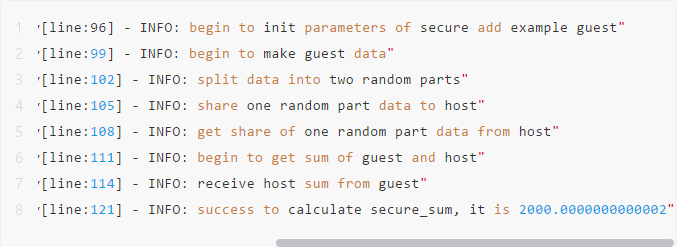 1 '[line:96] - INFO: begin to init parameters of secure add example guest"
2 '[line:99] - INFO: begin to make guest data"
3 '[line:102] - INFO: split data into two random parts"
4 '[line:105] - INFO: share one random part data to host"
5 '[line:108] - INFO: get share of one random part data from host"
6 '[line:111] - INFO: begin to get sum of guest and host"
7 '[line:114] - INFO: receive host sum from guest"
8 '[line:121] - INFO: success to calculate secure_sum, it is 2000.0000000000002"